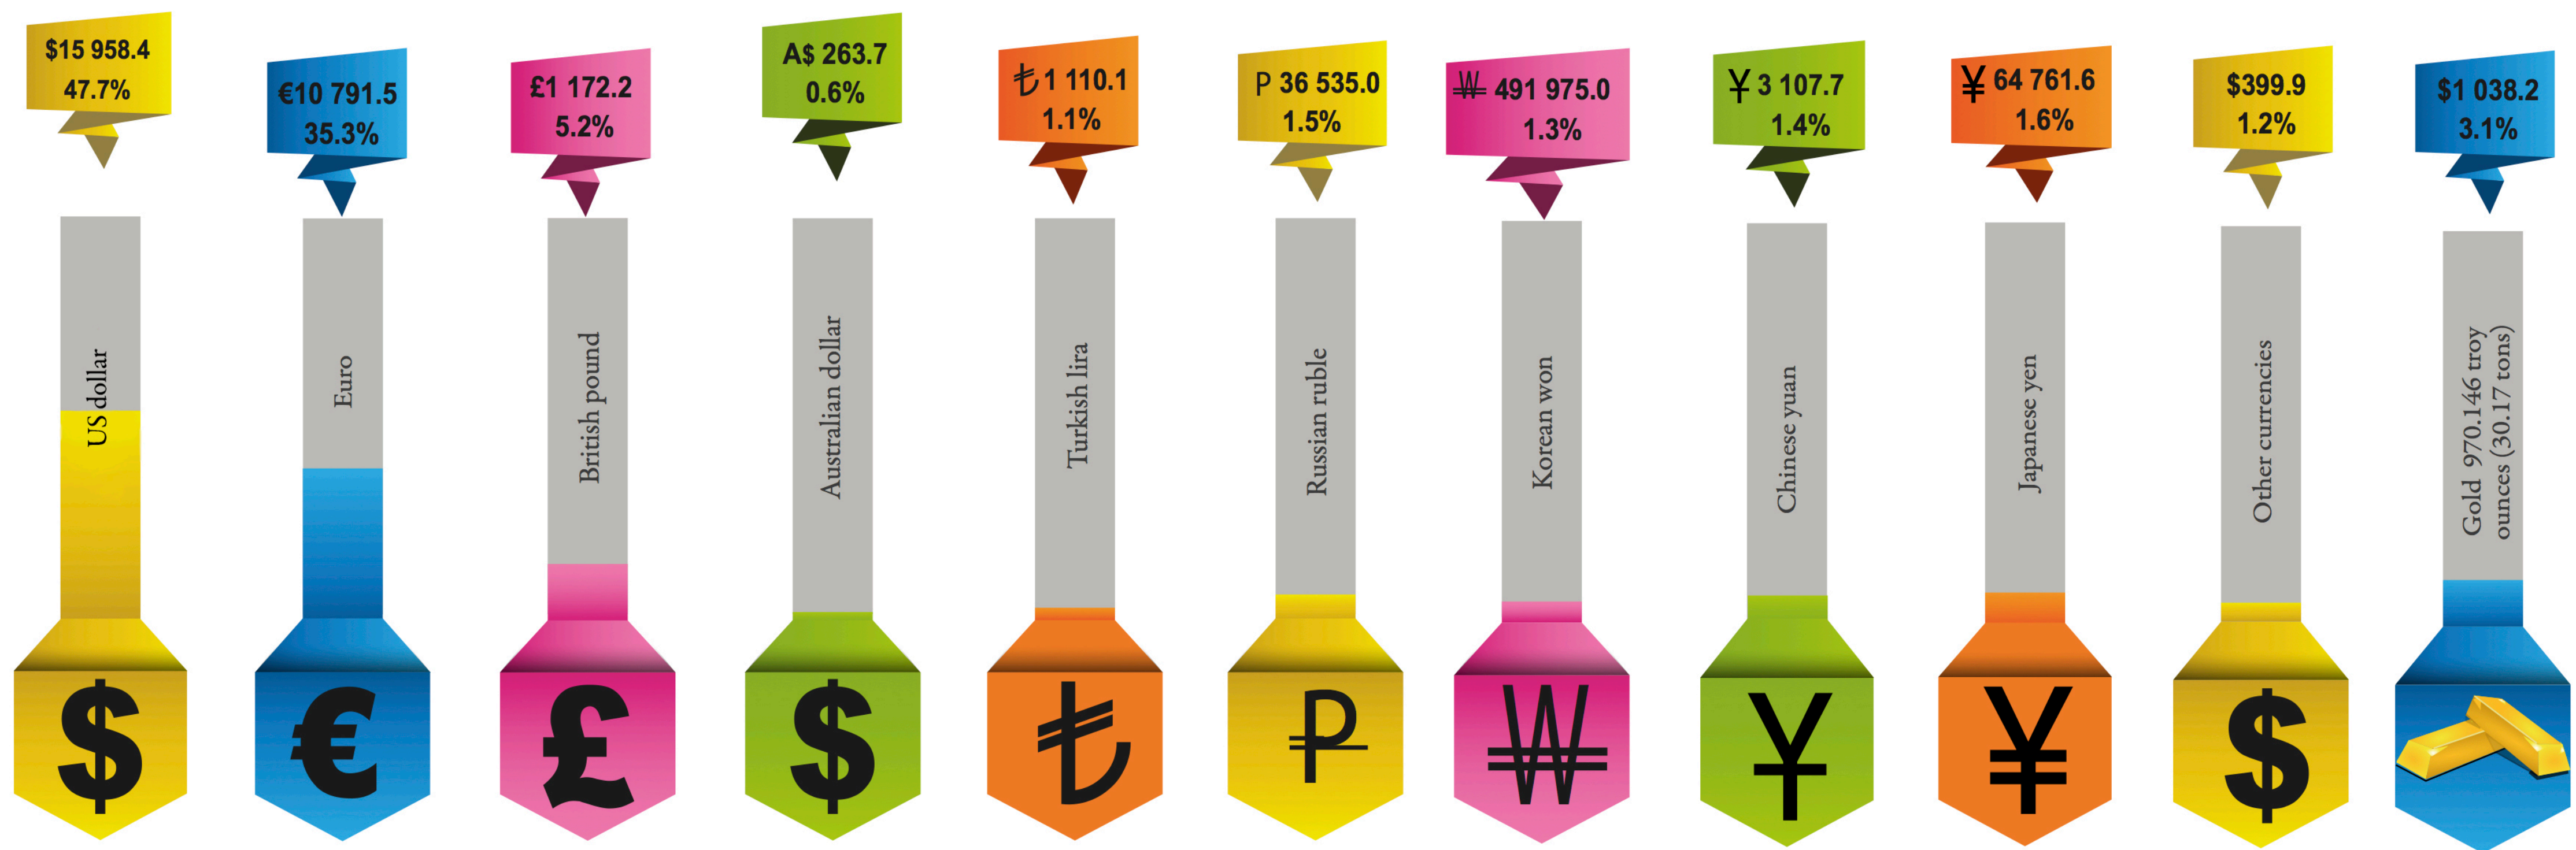 $15 958.4
47.7%
€10 791.5
35.3%
£1 172.2
5.2%
A$ 263.7
0.6%
₺1 110.1
1.1%
P 36 535.0
1.5%
₩ 491 975.0
1.3%
¥ 3 107.7
1.4%
¥ 64 761.6
1.6%
$399.9
1.2%
$1 038.2
3.1%
US dollar
Euro
British pound
Australian dollar
Turkish lira
Russian ruble
Korean won
Chinese yuan
Japanese yen
Other currencies
Gold 970.146 troy
ounces (30.17 tons)
$
€
£
$
₺
₽
₩
¥
¥
$